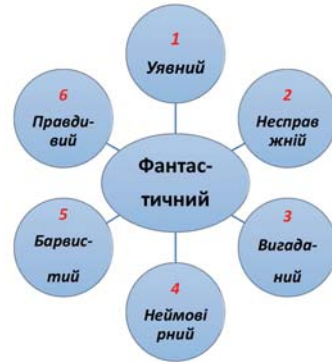 1
Уявний
2
Несправ
жній
3
Вигада-
ний
4
Неймові
рний
5
Барвис-
тий
6
Правди-
вий
Фантас-
тичний